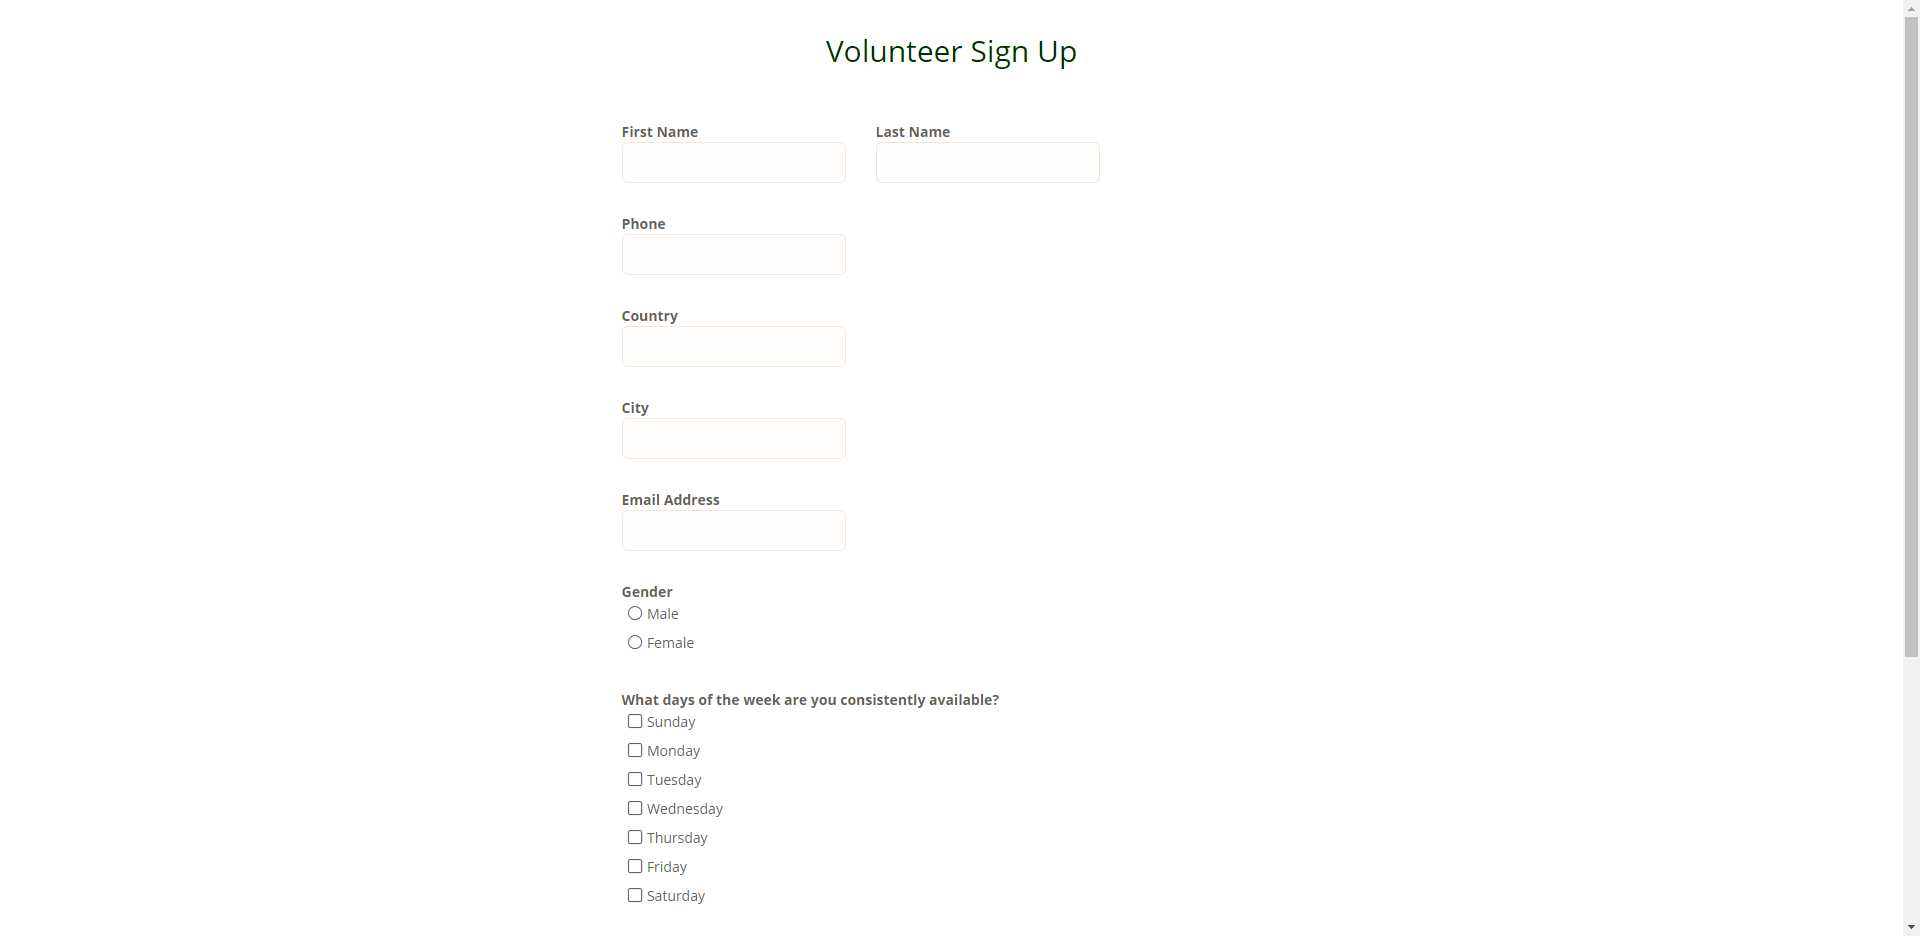 Volunteer Sign Up
First Name
Last Name
Phone
Country
City
Email Address
Gender
Male
Female
What days of the week are you consistently available?
Sunday
Monday
Tuesday
Wednesday
Thursday
Friday
Saturday